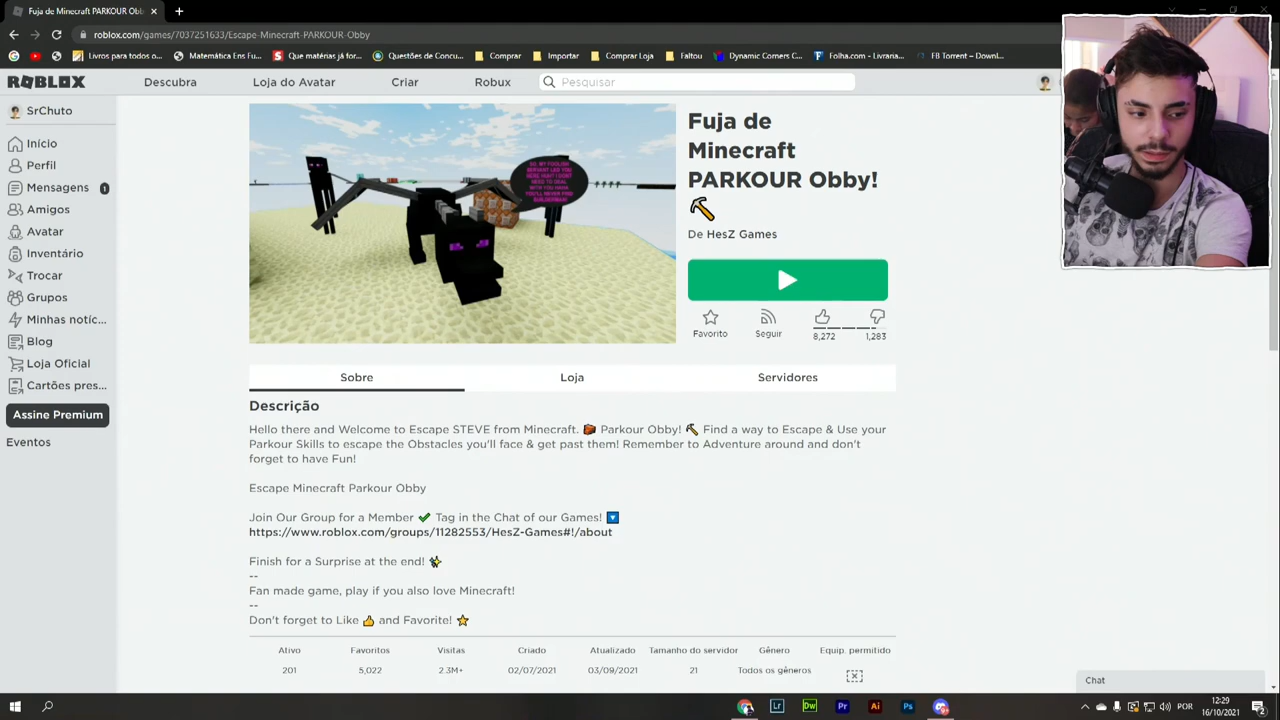 Fuja de Minecraft PARKOUR Obby!
roblox.com/games/7037251633/Escape-Minecraft-PARKOUR-Obby
Livros para todos o...
Matemática Ens Fu...
Que matérias já for...
Questões de Concu...
Comprar
Importar
Comprar Loja
Faltou
Dynamic Corners C...
Folha.com - Livraria...
FB Torrent – Downl...
ROBLOX
Descubra
Loja do Avatar
Criar
Robux
Pesquisar
SrChuto
Início
Perfil
Mensagens 1
Amigos
Avatar
Inventário
Trocar
Grupos
Minhas notíc...
Blog
Loja Oficial
Cartões pres...
Assine Premium
Eventos
Fuja de
Minecraft
PARKOUR Obby!
De HesZ Games
Favorito
Seguir
8,272
1,283
Sobre
Loja
Servidores
Descrição
Hello there and Welcome to Escape STEVE from Minecraft. 🧱 Parkour Obby! ⛏️ Find a way to Escape & Use your
Parkour Skills to escape the Obstacles you'll face & get past them! Remember to Adventure around and don't
forget to have Fun!
Escape Minecraft Parkour Obby
Join Our Group for a Member ✔️ Tag in the Chat of our Games! 🔽
https://www.roblox.com/groups/11282553/HesZ-Games#!/about
Finish for a Surprise at the end! ✨
--
Fan made game, play if you also love Minecraft!
--
Don't forget to Like 👍 and Favorite! ⭐
Ativo Favoritos Visitas Criado Atualizado Tamanho do servidor Gênero Equip. permitido
201 5,022 2.3M+ 02/07/2021 03/09/2021 21 Todos os gêneros
Chat
Lr
Dw
Pr
Ai
Ps
POR
12:29
16/10/2021
2